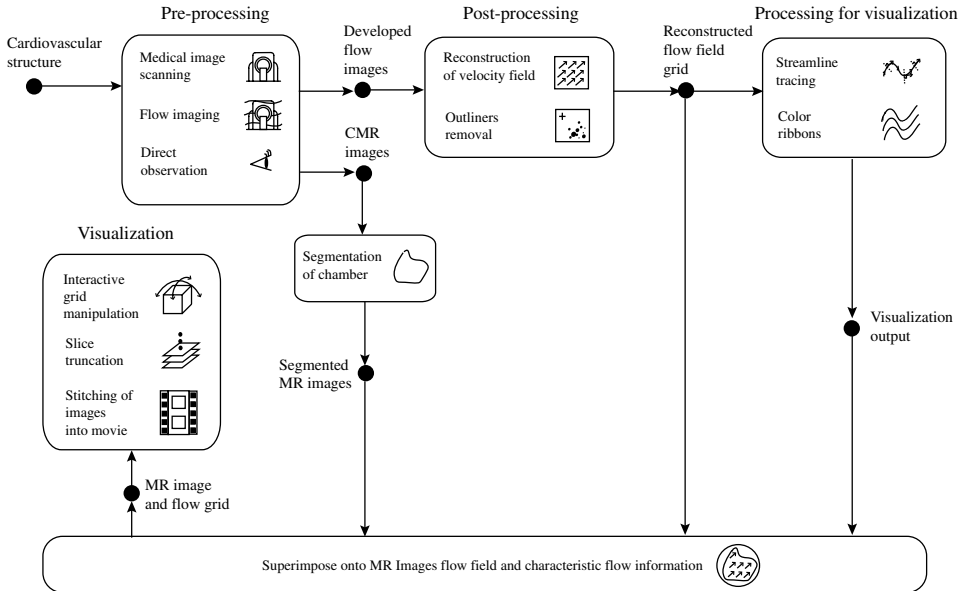 Pre-processing
Post-processing
Processing for visualization
Cardiovascular
structure
Medical image
scanning
Flow imaging
Direct
observation
Developed
flow
images
CMR
images
Reconstruction
of velocity field
Outliners
removal
Reconstructed
flow field
grid
Streamline
tracing
Color
ribbons
Visualization
Interactive
grid
manipulation
Slice
truncation
Stitching of
images
into movie
Segmentation
of chamber
Segmented
MR images
Visualization
output
MR image
and flow grid
Superimpose onto MR Images flow field and characteristic flow information